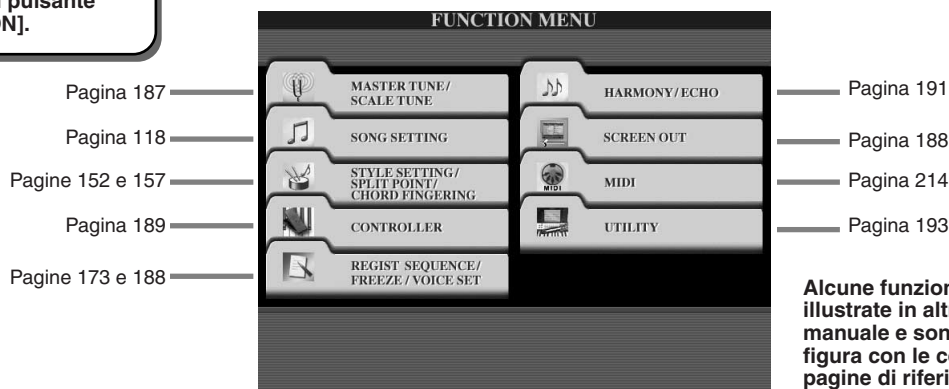 pulsante
N].
FUNCTION MENU
Pagina 187
MASTER TUNE/
SCALE TUNE
Pagina 118
SONG SETTING
Pagine 152 e 157
STYLE SETTING/
SPLIT POINT/
CHORD FINGERING
Pagina 189
CONTROLLER
Pagine 173 e 188
REGIST SEQUENCE/
FREEZE / VOICE SET
HARMONY/ECHO
Pagina 191
SCREEN OUT
Pagina 188
MIDI
MIDI
Pagina 214
UTILITY
Pagina 193
Alcune funzion
illustrate in alt
manuale e son
figura con le c
pagine di riferi